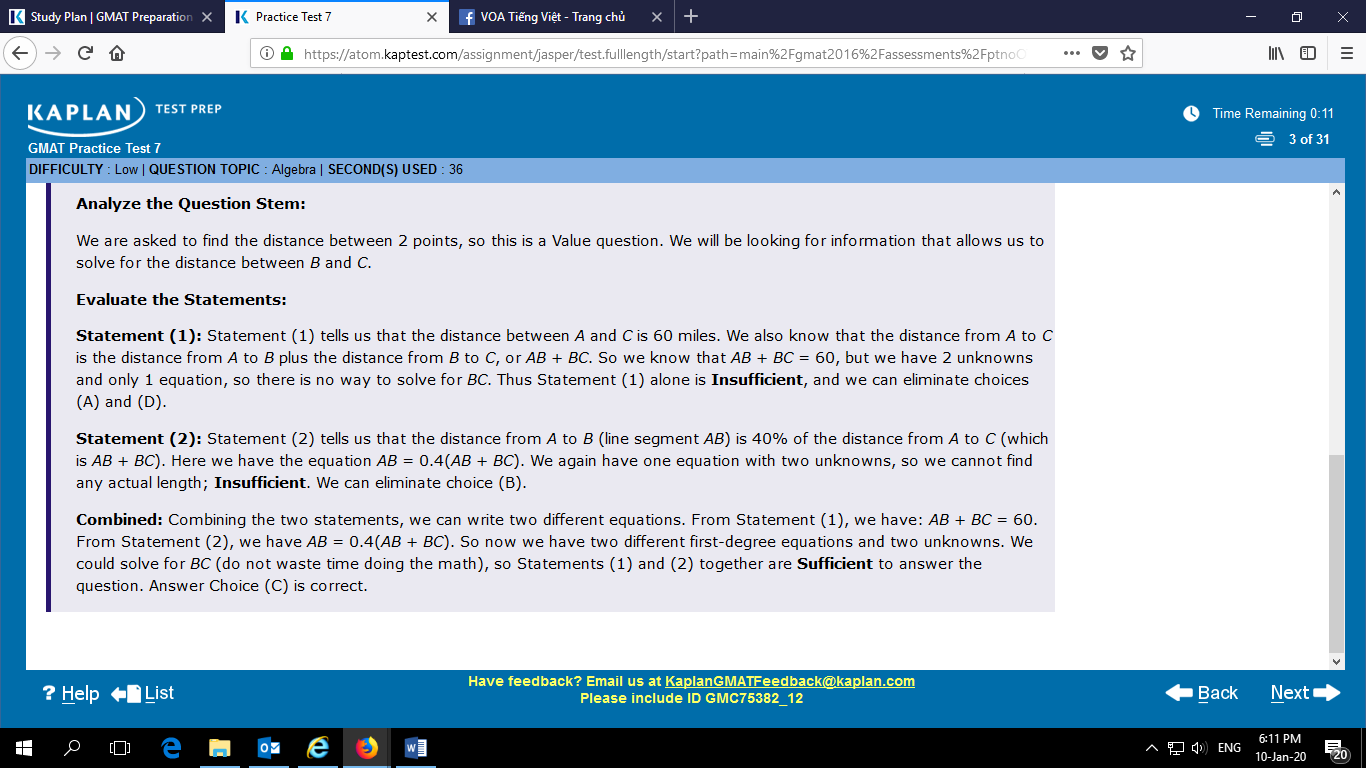 Study Plan | GMAT Preparation
Practice Test 7
VOA Tiếng Việt - Trang chủ
https://atom.kaptest.com/assignment/jasper/test.fulllength/start?path=main%2Fgmat2016%2Fassessments%2Fptno
KAPLAN TEST PREP
Time Remaining 0:11
GMAT Practice Test 7
3 of 31
DIFFICULTY : Low | QUESTION TOPIC : Algebra | SECOND(S) USED : 36
Analyze the Question Stem:
We are asked to find the distance between 2 points, so this is a Value question. We will be looking for information that allows us to
solve for the distance between B and C.
Evaluate the Statements:
Statement (1): Statement (1) tells us that the distance between A and C is 60 miles. We also know that the distance from A to C
is the distance from A to B plus the distance from B to C, or AB + BC. So we know that AB + BC = 60, but we have 2 unknowns
and only 1 equation, so there is no way to solve for BC. Thus Statement (1) alone is Insufficient, and we can eliminate choices
(A) and (D).
Statement (2): Statement (2) tells us that the distance from A to B (line segment AB) is 40% of the distance from A to C (which
is AB + BC). Here we have the equation AB = 0.4(AB + BC). We again have one equation with two unknowns, so we cannot find
any actual length; Insufficient. We can eliminate choice (B).
Combined: Combining the two statements, we can write two different equations. From Statement (1), we have: AB + BC = 60.
From Statement (2), we have AB = 0.4(AB + BC). So now we have two different first-degree equations and two unknowns. We
could solve for BC (do not waste time doing the math), so Statements (1) and (2) together are Sufficient to answer the
question. Answer Choice (C) is correct.
? Help
List
Have feedback? Email us at KaplanGMATFeedback@kaplan.com
Please include ID GMC75382_12
Back
Next
ENG
6:11 PM
10-Jan-20
20